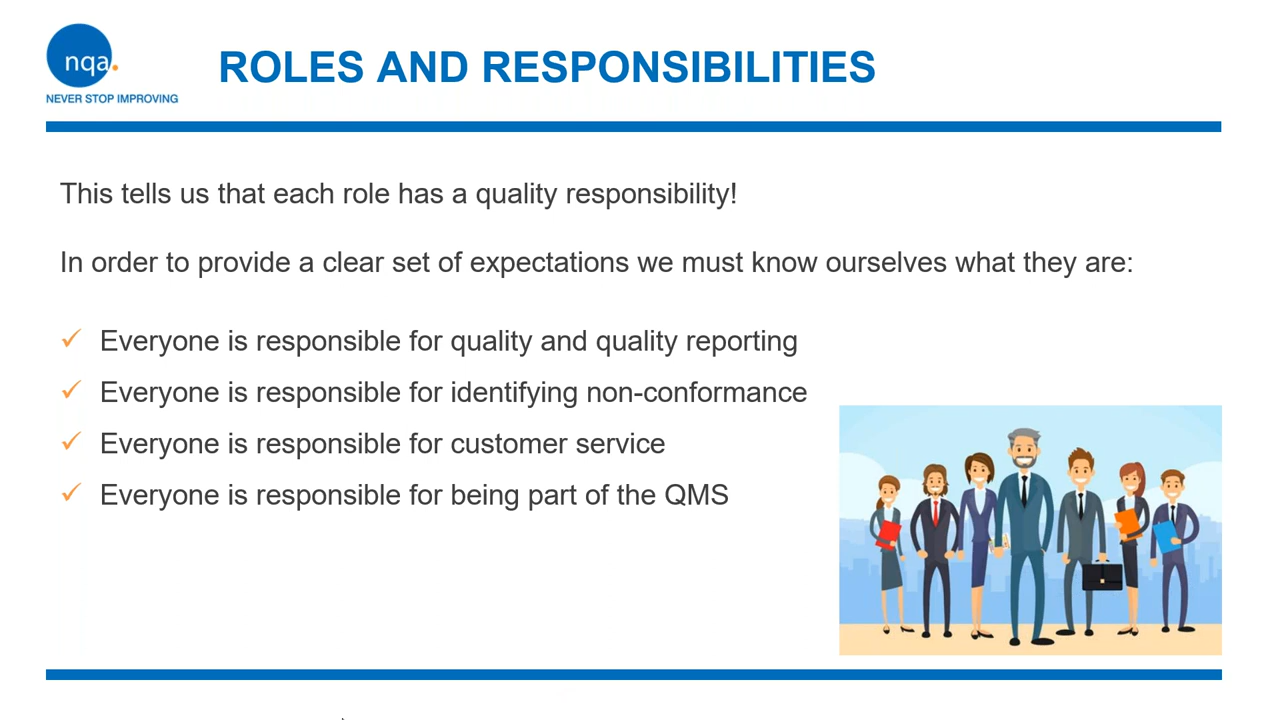 nqa.
NEVER STOP IMPROVING
ROLES AND RESPONSIBILITIES
This tells us that each role has a quality responsibility!
In order to provide a clear set of expectations we must know ourselves what they are:
✓ Everyone is responsible for quality and quality reporting
✓ Everyone is responsible for identifying non-conformance
✓ Everyone is responsible for customer service
✓ Everyone is responsible for being part of the QMS